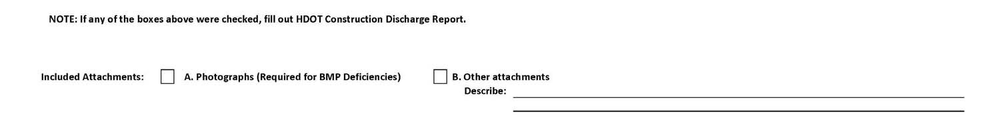 NOTE: If any of the boxes above were checked, fill out HDOT Construction Discharge Report.
Included Attachments: A. Photographs (Required for BMP Deficiencies) B. Other attachments
Describe: